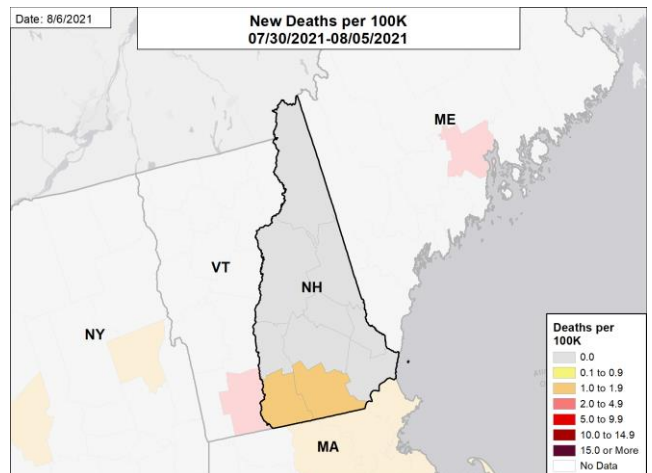 Date: 8/6/2021
New Deaths per 100K
07/30/2021-08/05/2021
ME
VT
NH
NY
MA
Deaths per
100K
0.0
0.1 to 0.9
1.0 to 1.9
2.0 to 4.9
5.0 to 9.9
10.0 to 14.9
15.0 or More
No Data